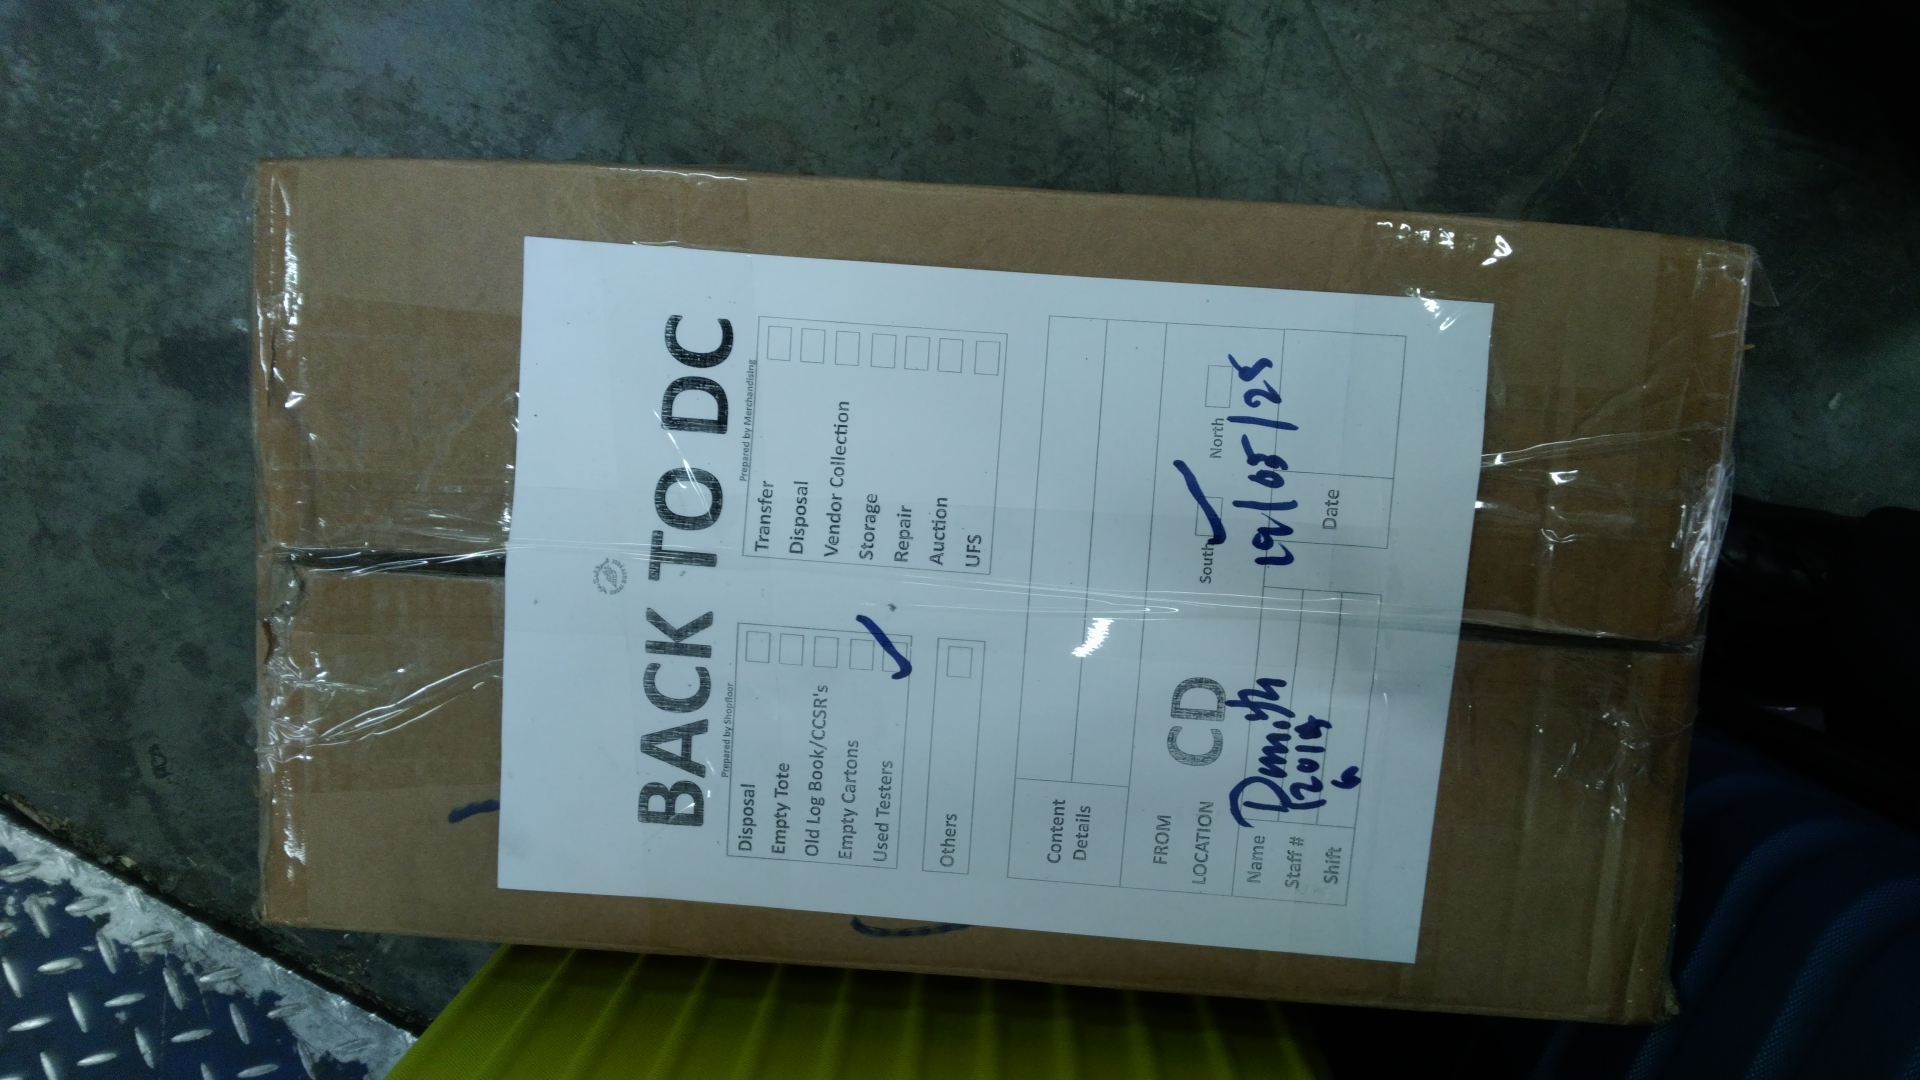 BACK TO DC
Prepared by Shopfloor
Disposal
Empty Tote
Old Log Book/CCSR's
Empty Cartons
Used Testers
Others
Prepared by Merchandising
Transfer
Disposal
Vendor Collection
Storage
Repair
Auction
UFS
Content
Details
FROM
LOCATION
CD
South
North
Name
Staff #
Shift
19/05/25
Date